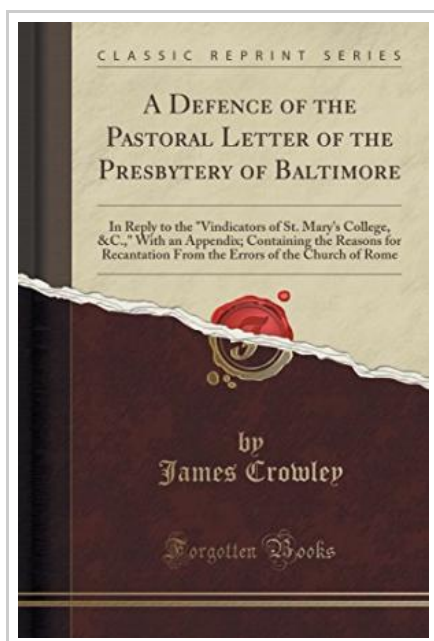 CLASSIC REPRINT SERIES
A DEFENCE OF THE
PASTORAL LETTER OF THE
PRESBYTERY OF BALTIMORE
In Reply to the "Vindicators of St. Mary's College,
&C.," With an Appendix; Containing the Reasons for
Recantation From the Errors of the Church of Rome
by
James Crowley
Forgotten Books